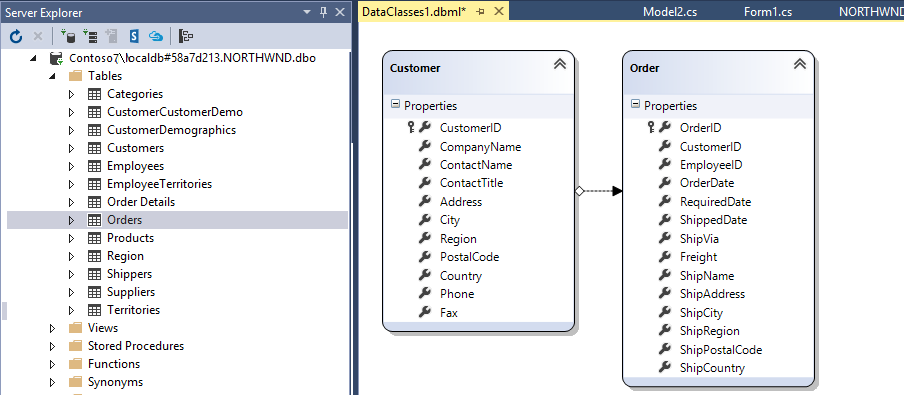 Server Explorer
Contoso7\localdb#58a7d213.NORTHWND.dbo
Tables
Categories
CustomerCustomerDemo
CustomerDemographics
Customers
Employees
EmployeeTerritories
Order Details
Orders
Products
Region
Shippers
Suppliers
Territories
Views
Stored Procedures
Functions
Synonyms
DataClasses1.dbml*
Model2.cs
Form1.cs
NORTHWND
Customer
Properties
CustomerID
CompanyName
ContactName
ContactTitle
Address
City
Region
PostalCode
Country
Phone
Fax
Order
Properties
OrderID
CustomerID
EmployeeID
OrderDate
RequiredDate
ShippedDate
ShipVia
Freight
ShipName
ShipAddress
ShipCity
ShipRegion
ShipPostalCode
ShipCountry